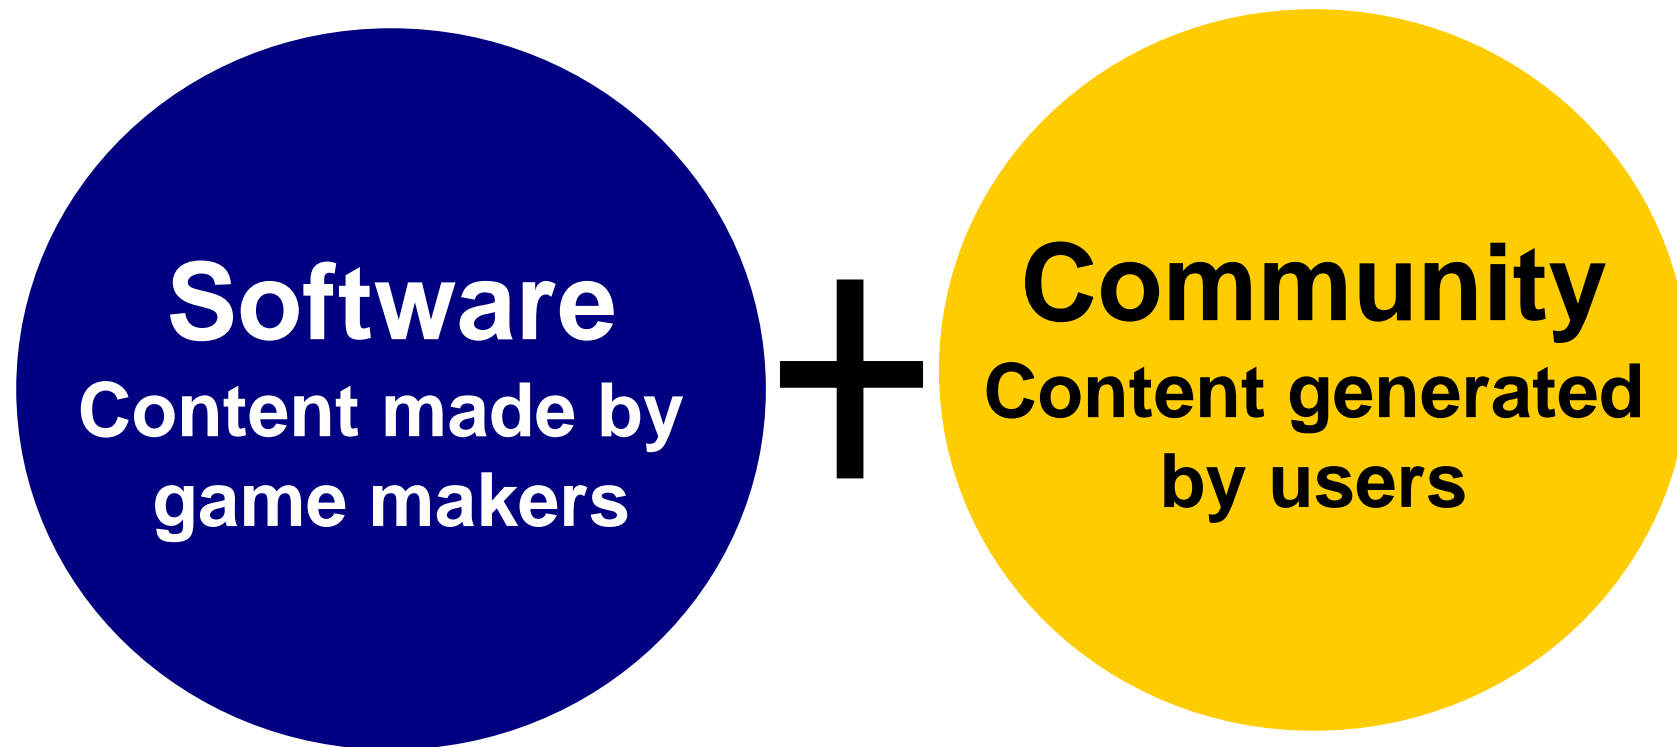 Software
Content made by
game makers
+
Community
Content generated
by users